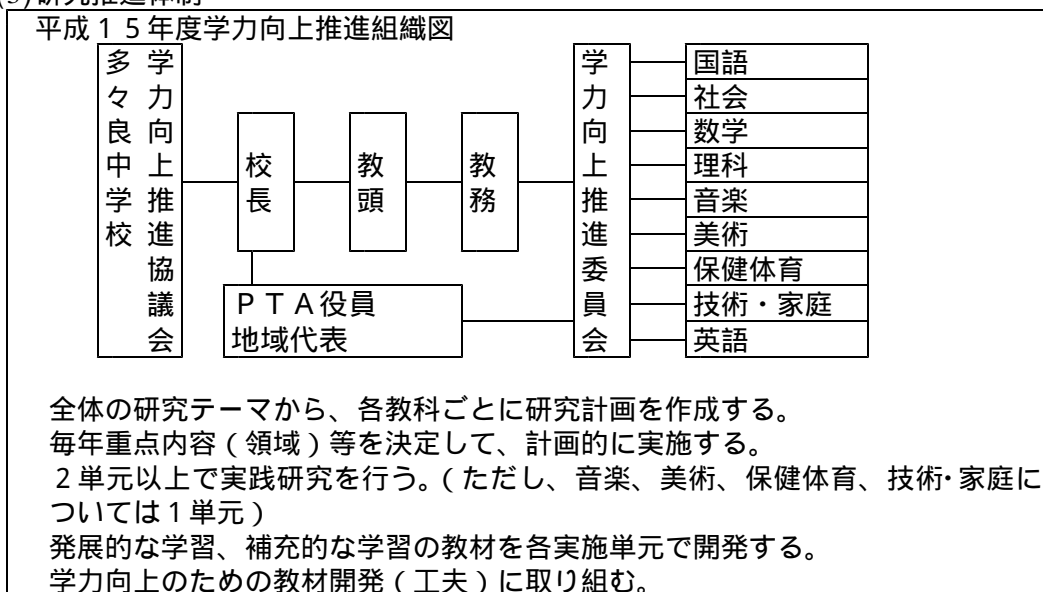 (3)研究推進体制
平成１５年度学力向上推進組織図
多々良中学校
学力向上推進協議会
校長
教頭
教務
ＰＴＡ役員
地域代表
学力向上推進委員会
国語
社会
数学
理科
音楽
美術
保健体育
技術・家庭
英語
全体の研究テーマから、各教科ごとに研究計画を作成する。
毎年重点内容（領域）等を決定して、計画的に実施する。
２単元以上で実践研究を行う。（ただし、音楽、美術、保健体育、技術・家庭に
ついては１単元）
発展的な学習、補充的な学習の教材を各実施単元で開発する。
学力向上のための教材開発（工夫）に取り組む。